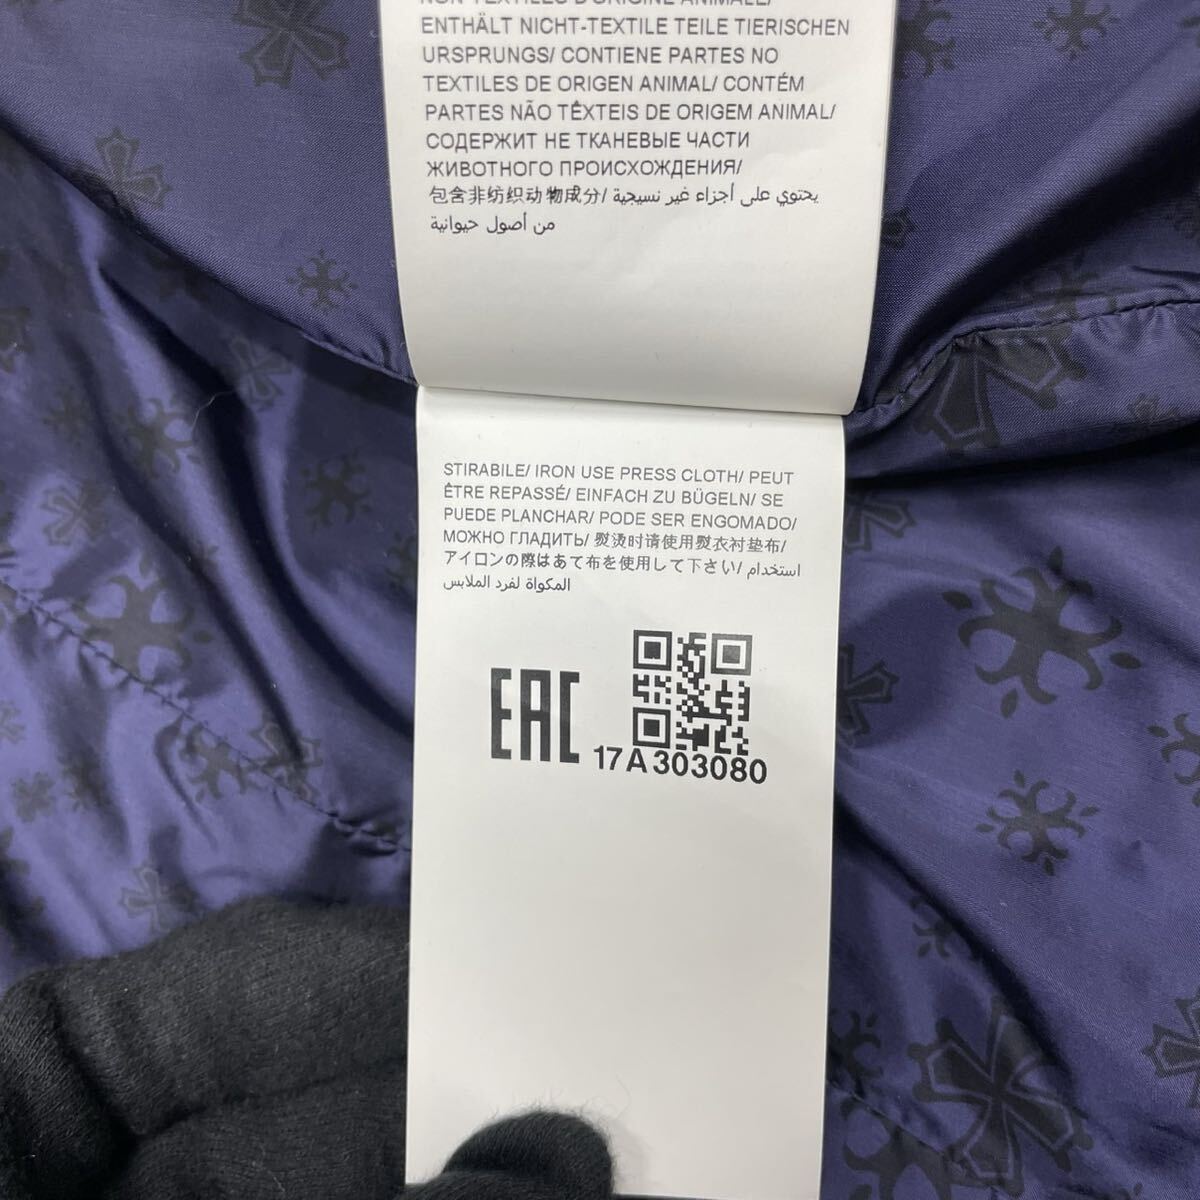 NON-TEXTILES D'ORIGINE ANIMALE/
ENTHÄLT NICHT-TEXTILE TEILE TIERISCHEN
URSPRUNGS/ CONTIENE PARTES NO
TEXTILES DE ORIGEN ANIMAL/ CONTÉM
PARTES NÃO TÊXTEIS DE ORIGEM ANIMAL/
СОДЕРЖИТ НЕ ТКАНЕВЫЕ ЧАСТИ
ЖИВОТНОГО ПРОИСХОЖДЕНИЯ/
包含非纺织动物成分/ يحتوي على أجزاء غير نسيجية
من أصول حيوانية
STIRABILE/ IRON USE PRESS CLOTH/ PEUT
ÊTRE REPASSÉ/ EINFACH ZU BÜGELN/ SE
PUEDE PLANCHAR/ PODE SER ENGOMADO/
МОЖНО ГЛАДИТЬ/ 熨烫时请使用熨衣衬垫布/
アイロンの際はあて布を使用して下さい/ استخدام
المكواة لفرد الملابس
EAC
17A303080